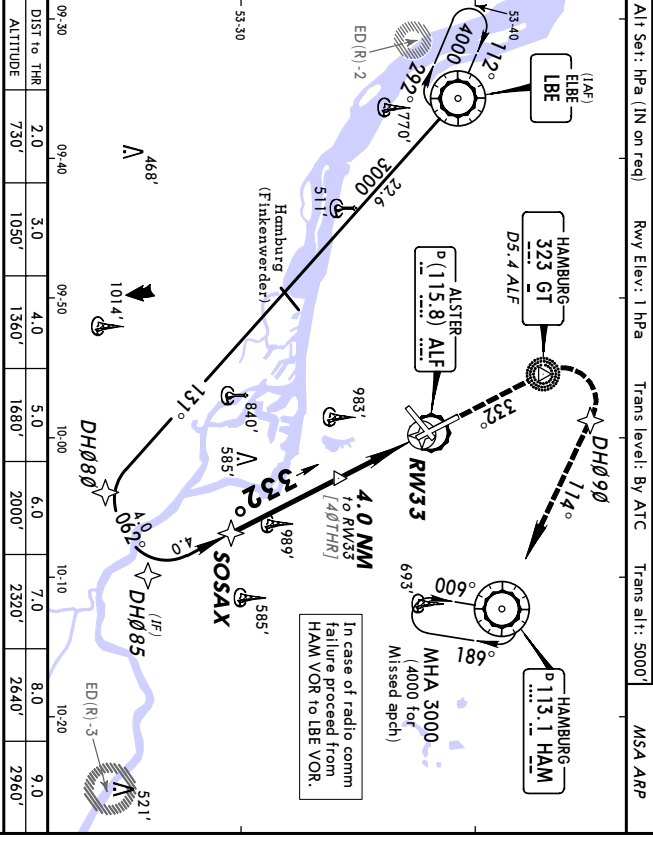 Alt Set: hPa (IN on req)
Rwy Elev: 1 hPa
Trans level: By ATC
Trans alt: 5000'
MSA ARP
(IAF)
ELBE
LBE
HAMBURG
323 GT
D5.4 ALF
ALSTER
D (115.8) ALF
HAMBURG
D 113.1 HAM
53-40
53-30
4000
112°
292°
ED(R)-2
770'
3000
22.6
511'
Hamburg
(Finkenwerder)
468'
1014'
131°
840'
585'
983'
332°
DHØ9Ø
114°
RW33
4.0 NM
to RW33
[4ØTHR]
332°
989'
SOSAX
585'
DHØ8Ø
4.0
062°
4.0
(IF)
DHØ85
693'
009°
189°
MHA 3000
(4000 for
Missed apch)
In case of radio comm
failure proceed from
HAM VOR to LBE VOR.
ED(R)-3
521'
09-30
09-40
09-50
10-00
10-10
10-20
DIST to THR 2.0 3.0 4.0 5.0 6.0 7.0 8.0 9.0
ALTITUDE 730' 1050' 1360' 1680' 2000' 2320' 2640' 2960'